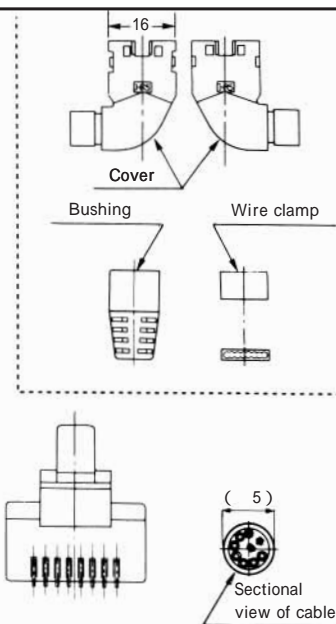 16
Cover
Bushing
Wire clamp
( 5)
Sectional
view of cable